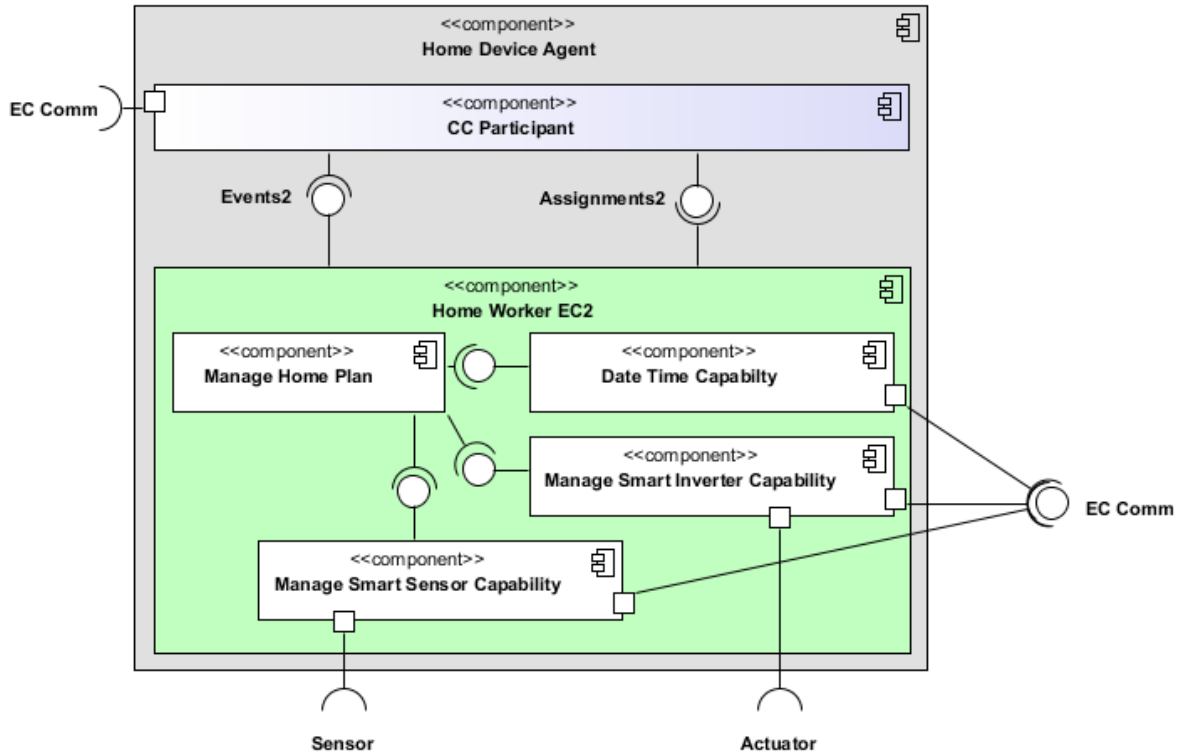 <<component>>
Home Device Agent
EC Comm
<<component>>
CC Participant
Events2
Assignments2
<<component>>
Home Worker EC2
<<component>>
Manage Home Plan
<<component>>
Date Time Capabilty
<<component>>
Manage Smart Inverter Capability
EC Comm
<<component>>
Manage Smart Sensor Capability
Sensor
Actuator